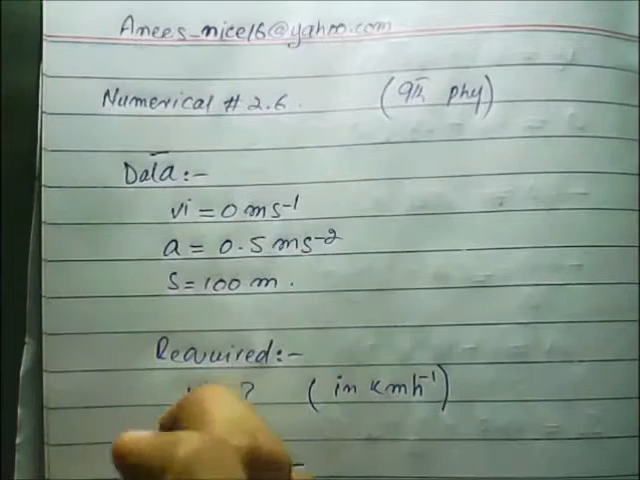 Anees_nice16@yahoo.com
Numerical # 2.6. (9th phy)
Data:-
vi = 0 ms⁻¹
a = 0.5 ms⁻²
S = 100 m.
Required:-
? (in kmh⁻¹)